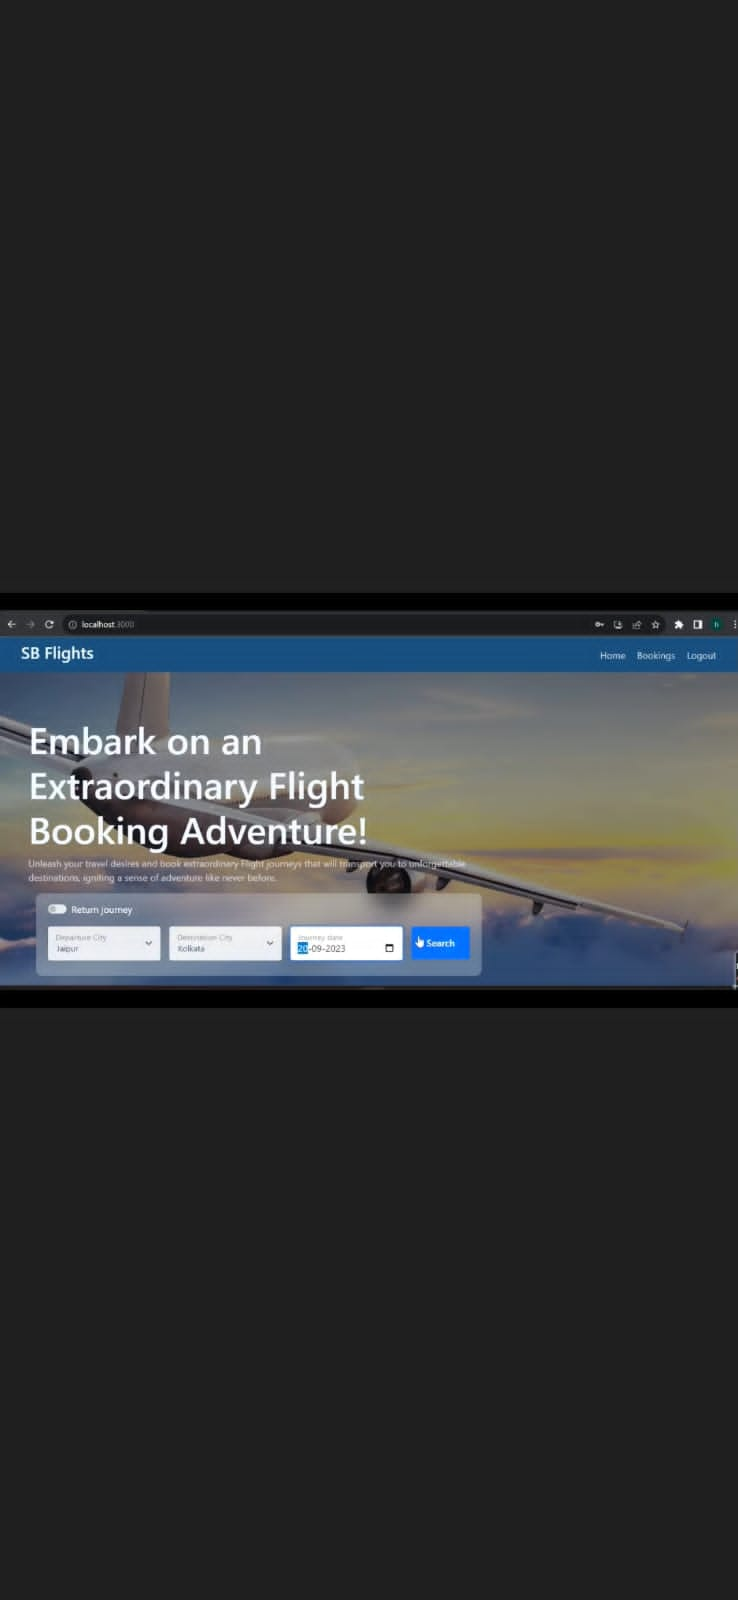 localhost:3000
SB Flights
Home Bookings Logout
Embark on an
Extraordinary Flight
Booking Adventure!
Unleash your travel desires and book extraordinary Flight journeys that will transport you to unforgettable
destinations, igniting a sense of adventure like never before.
Return journey
Departure City Destination City Journey date
Jaipur Kolkata 20-09-2023 Search